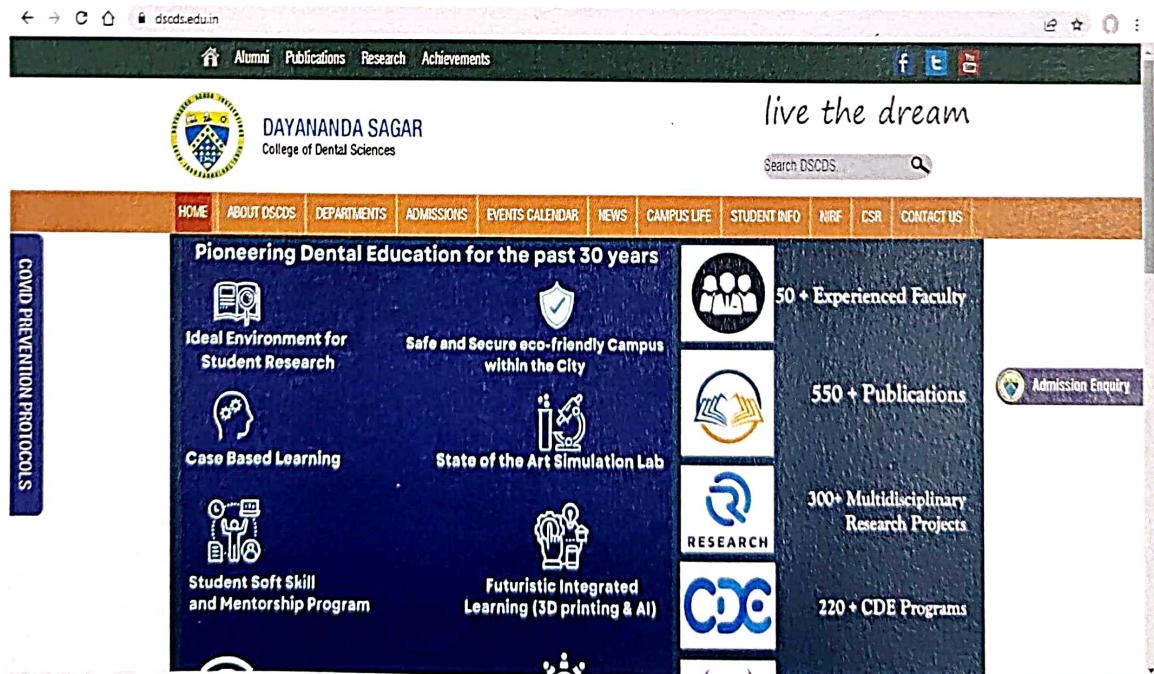 dscds.edu.in
Alumni Publications Research Achievements
DAYANANDA SAGAR
College of Dental Sciences
live the dream
Search DSCDS...
HOME ABOUT DSCDS DEPARTMENTS ADMISSIONS EVENTS CALENDAR NEWS CAMPUS LIFE STUDENT INFO NIRF CSR CONTACT US
COVID PREVENTION PROTOCOLS
Pioneering Dental Education for the past 30 years
Ideal Environment for
Student Research
Safe and Secure eco-friendly Campus
within the City
Case Based Learning
State of the Art Simulation Lab
Student Soft Skill
and Mentorship Program
Futuristic Integrated
Learning (3D printing & AI)
50 + Experienced Faculty
550 + Publications
RESEARCH
300+ Multidisciplinary
Research Projects
CDE
220 + CDE Programs
Admission Enquiry